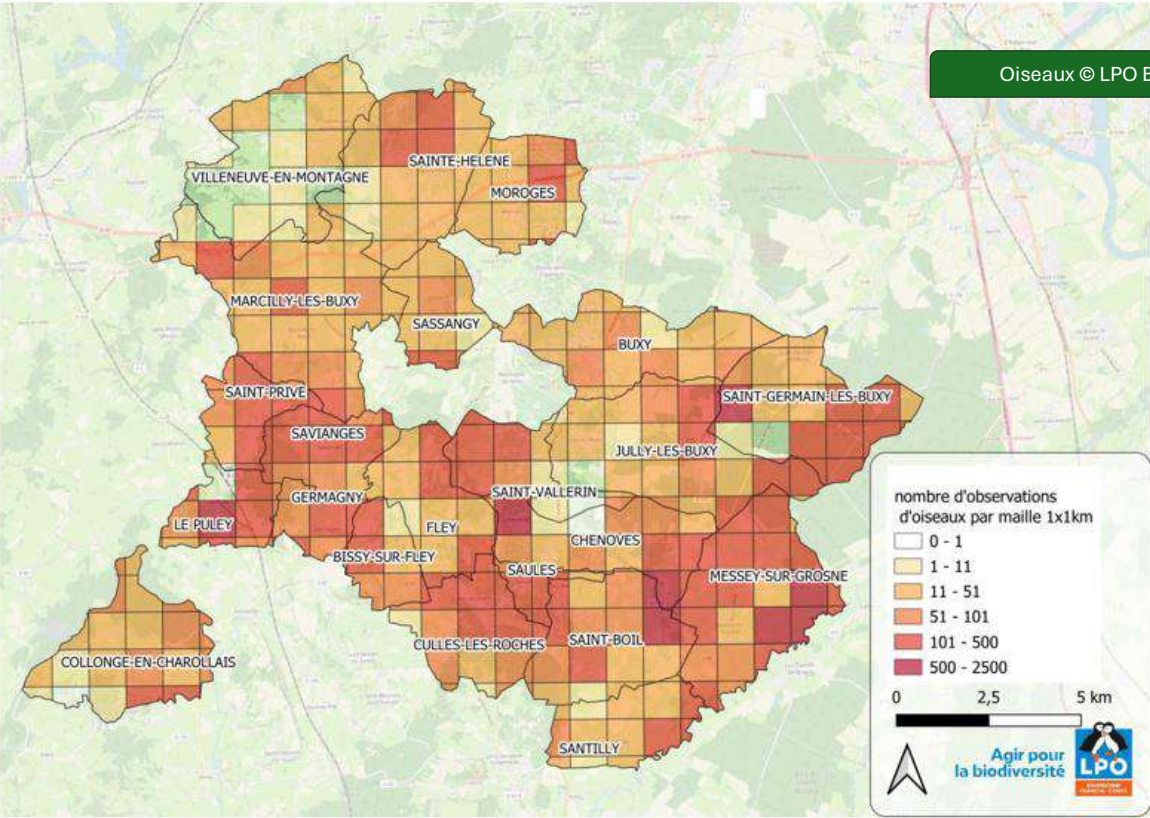 Oiseaux © LPO B
SAINTE-HELENE
VILLENEUVE-EN-MONTAGNE
MOROGES
MARCILLY-LES-BUXY
SASSANGY
BUXY
SAINT-PRIVE
SAINT-GERMAIN-LES-BUXY
SAVIANGES
JULLY-LES-BUXY
GERMAGNY
SAINT-VALLERIN
LE PULEY
FLEY
CHENOVES
BISSY-SUR-FLEY
SAULES
MESSEY-SUR-GROSNE
CULLES-LES-ROCHES
SAINT-BOIL
COLLONGE-EN-CHAROLLAIS
SANTILLY
nombre d'observations
d'oiseaux par maille 1x1km
0 - 1
1 - 11
11 - 51
51 - 101
101 - 500
500 - 2500
0 2,5 5 km
Agir pour
la biodiversité
LPO
BOURGOGNE
FRANCHE-COMTÉ